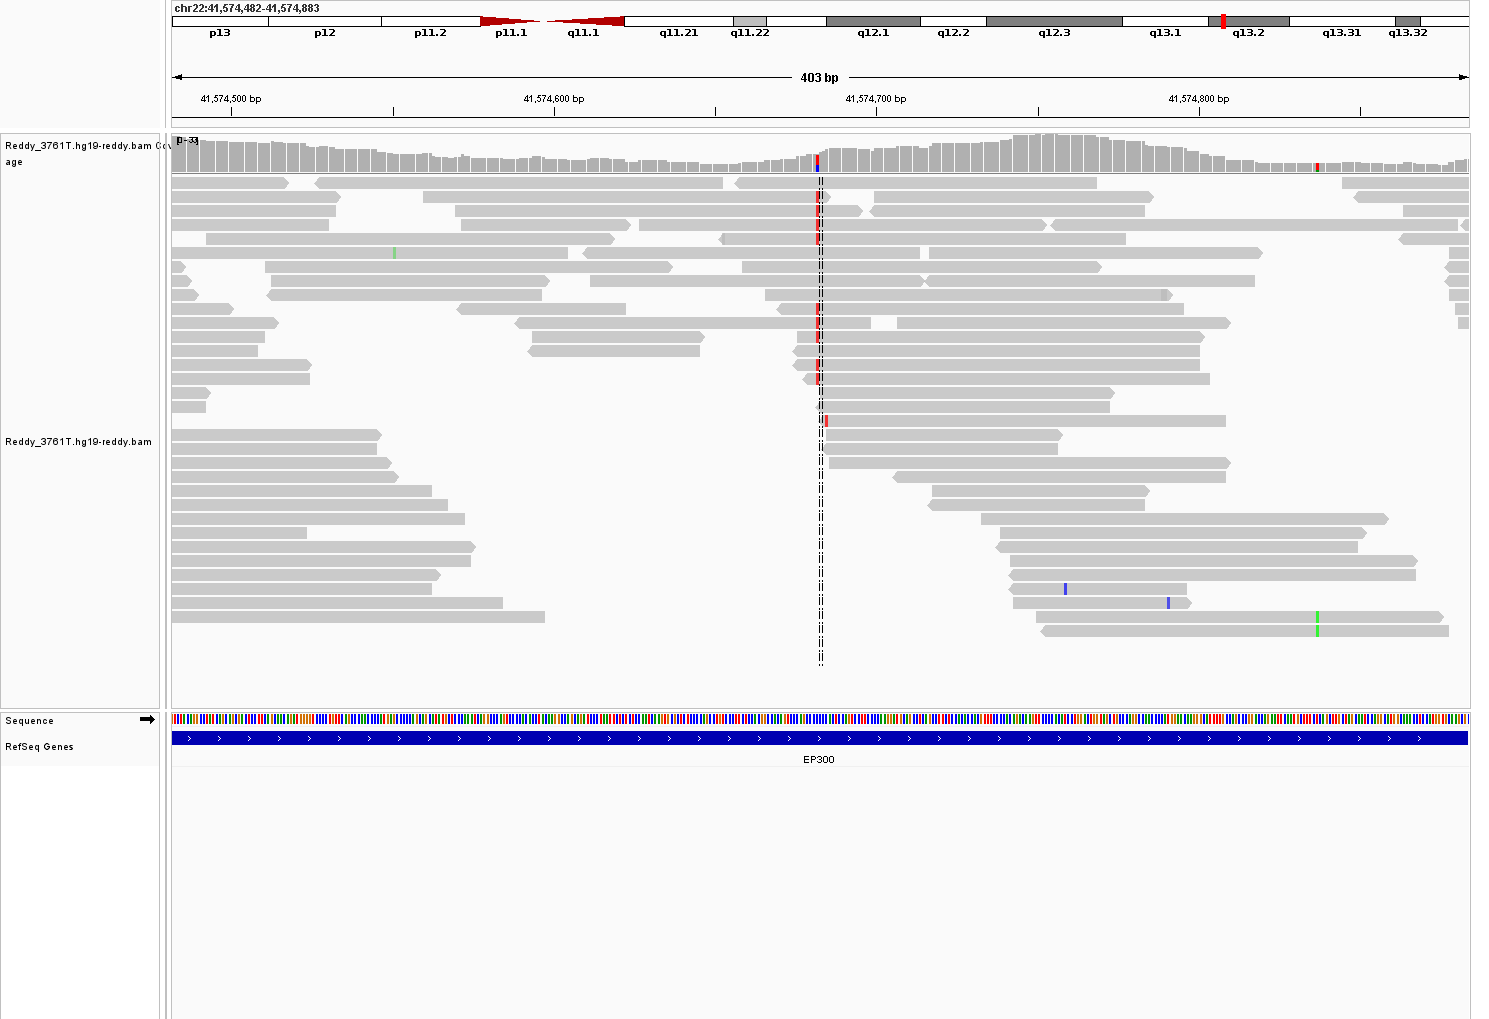 chr22:41,574,482-41,574,883
p13 p12 p11.2 p11.1 q11.1 q11.21 q11.22 q12.1 q12.2 q12.3 q13.1 q13.2 q13.31 q13.32
403 bp
41,574,500 bp 41,574,600 bp 41,574,700 bp 41,574,800 bp
Reddy_3761T.hg19-reddy.bam Cov
age
Reddy_3761T.hg19-reddy.bam
Sequence
RefSeq Genes
EP300